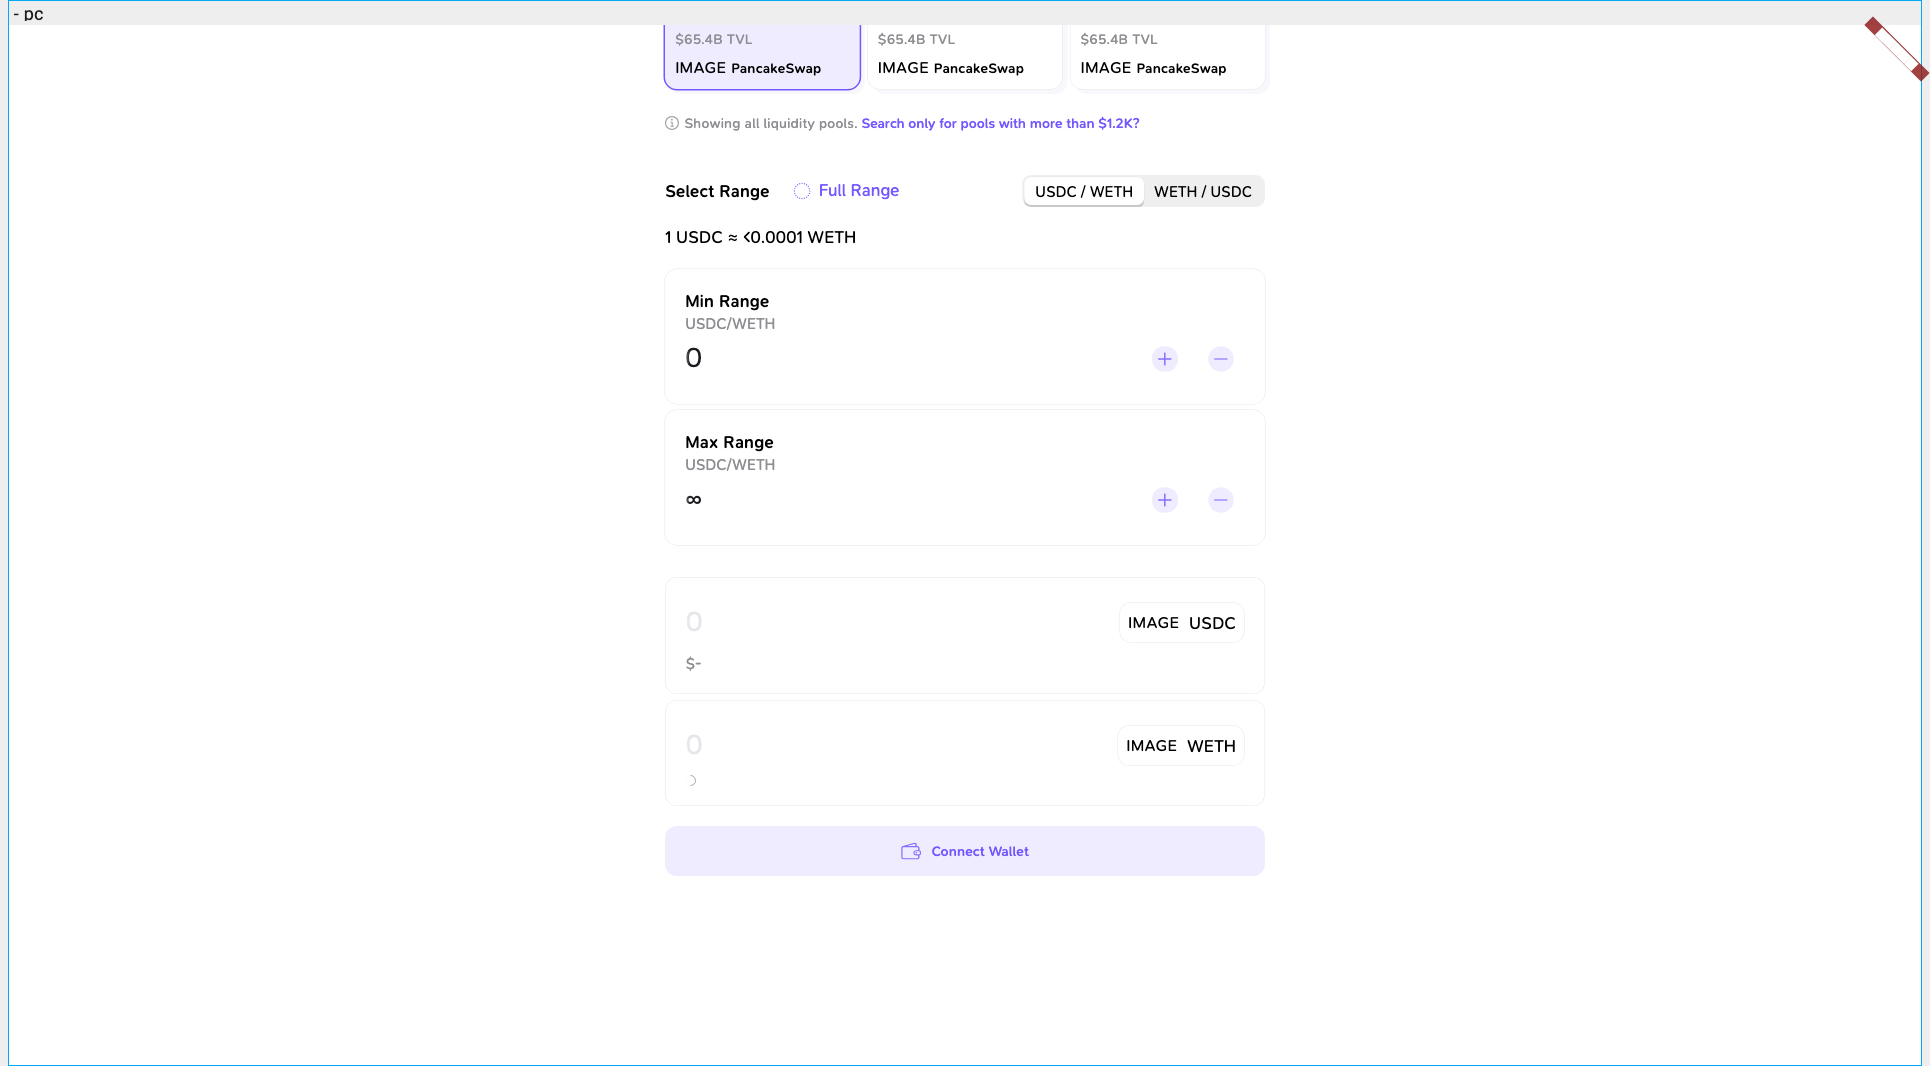 - pc
$65.4B TVL $65.4B TVL $65.4B TVL
IMAGE PancakeSwap IMAGE PancakeSwap IMAGE PancakeSwap
Showing all liquidity pools. Search only for pools with more than $1.2K?
Select Range Full Range USDC / WETH WETH / USDC
1 USDC ≈ <0.0001 WETH
Min Range
USDC/WETH
0
Max Range
USDC/WETH
∞
0 IMAGE USDC
$-
0 IMAGE WETH
Connect Wallet